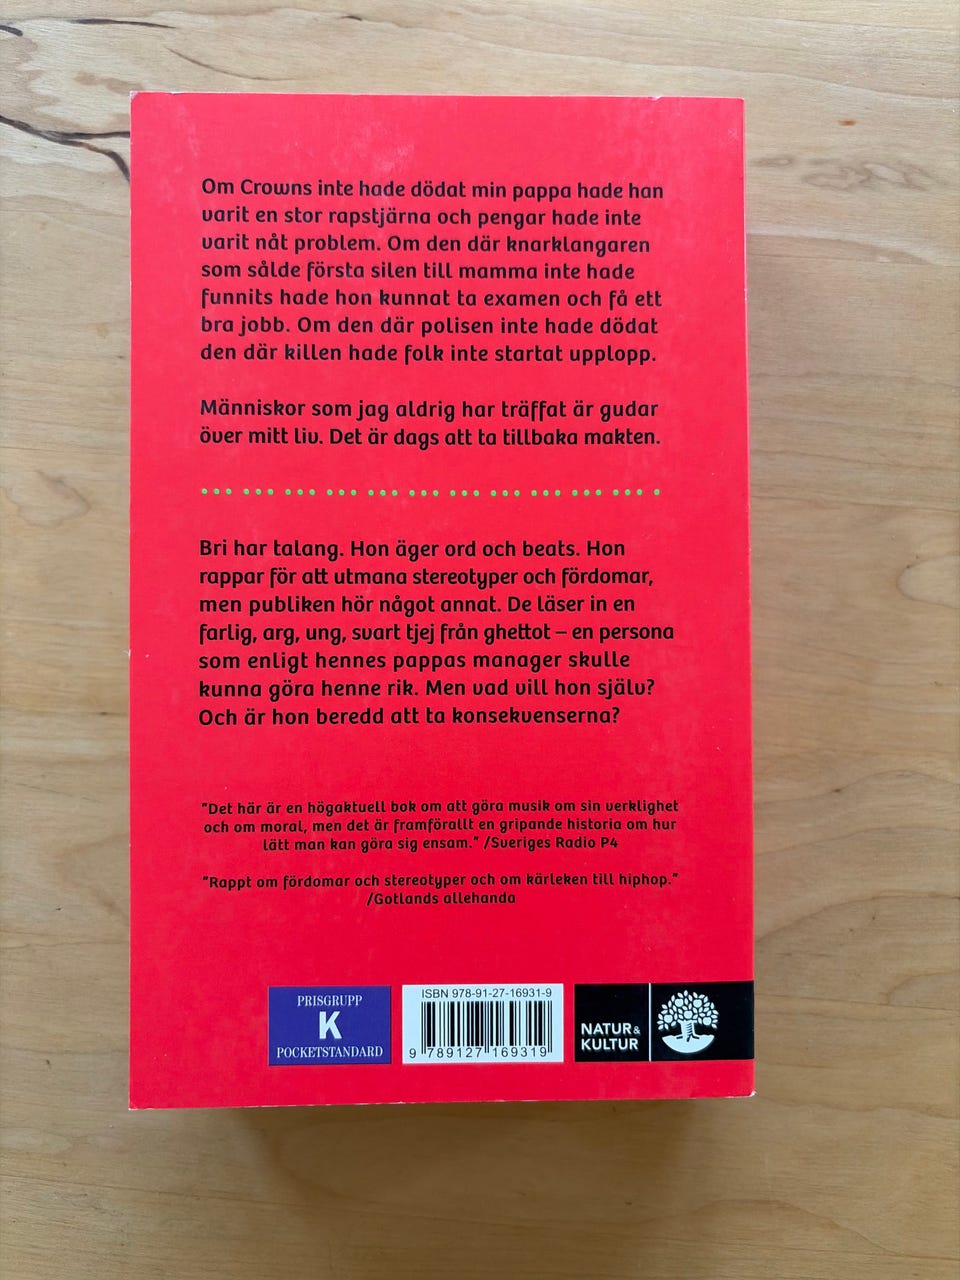 Om Crowns inte hade dödat min pappa hade han
varit en stor rapstjärna och pengar hade inte
varit nåt problem. Om den där knarklangaren
som sålde första silen till mamma inte hade
funnits hade hon kunnat ta examen och få ett
bra jobb. Om den där polisen inte hade dödat
den där killen hade folk inte startat upplopp.
Människor som jag aldrig har träffat är gudar
över mitt liv. Det är dags att ta tillbaka makten.
Bri har talang. Hon äger ord och beats. Hon
rappar för att utmana stereotyper och fördomar,
men publiken hör något annat. De läser in en
farlig, arg, ung, svart tjej från ghettot – en persona
som enligt hennes pappas manager skulle
kunna göra henne rik. Men vad vill hon själv?
Och är hon beredd att ta konsekvenserna?
"Det här är en högaktuell bok om att göra musik om sin verklighet
och om moral, men det är framförallt en gripande historia om hur
lätt man kan göra sig ensam." /Sveriges Radio P4
"Rappt om fördomar och stereotyper och om kärleken till hiphop."
/Gotlands allehanda
PRISGRUPP
K
POCKETSTANDARD
ISBN 978-91-27-16931-9
9 789127 169319
NATUR &
KULTUR